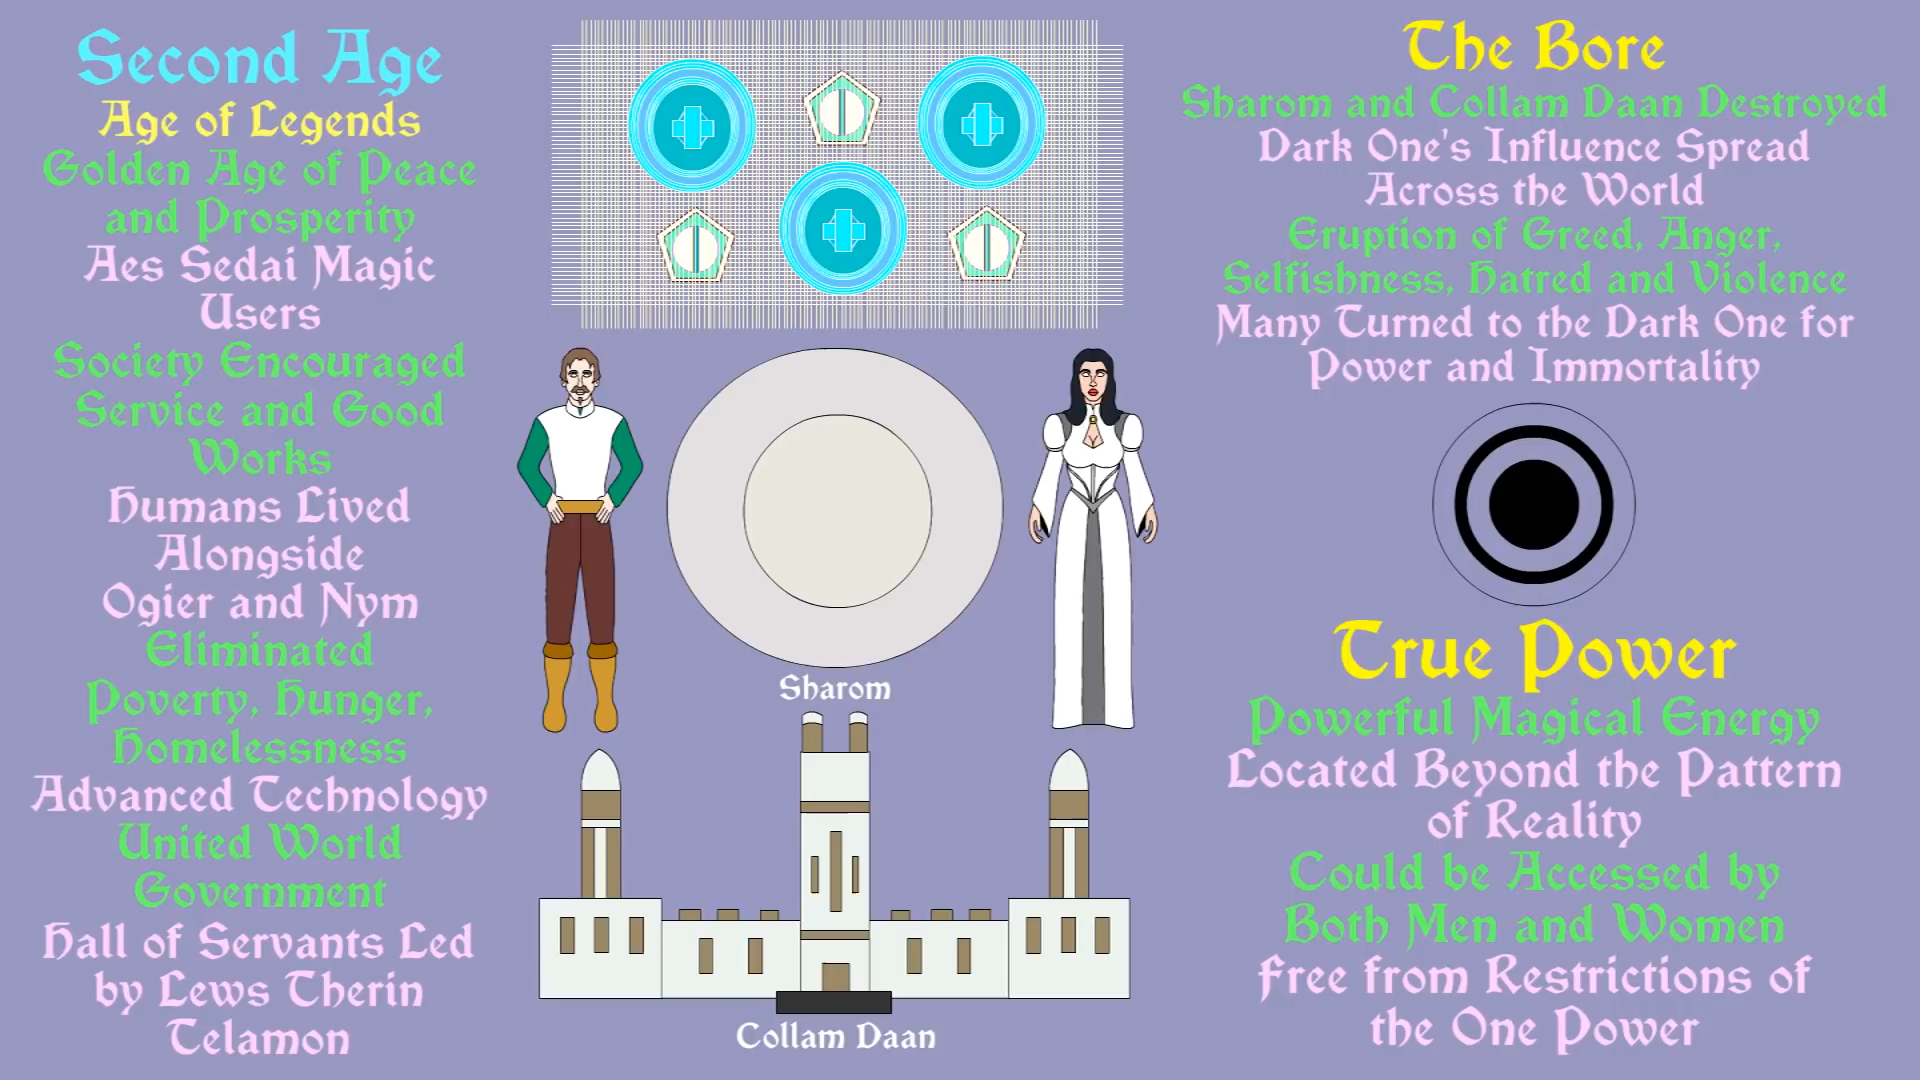 Second Age
Age of Legends
Golden Age of Peace
and Prosperity
Aes Sedai Magic
Users
Society Encouraged
Service and Good
Works
Humans Lived
Alongside
Ogier and Nym
Eliminated
Poverty, Hunger,
Homelessness
Advanced Technology
United World
Government
Hall of Servants Led
by Lews Therin
Telamon
Sharom
Collam Daan
The Bore
Sharom and Collam Daan Destroyed
Dark One's Influence Spread
Across the World
Eruption of Greed, Anger,
Selfishness, Hatred and Violence
Many Turned to the Dark One for
Power and Immortality
True Power
Powerful Magical Energy
Located Beyond the Pattern
of Reality
Could be Accessed by
Both Men and Women
Free from Restrictions of
the One Power